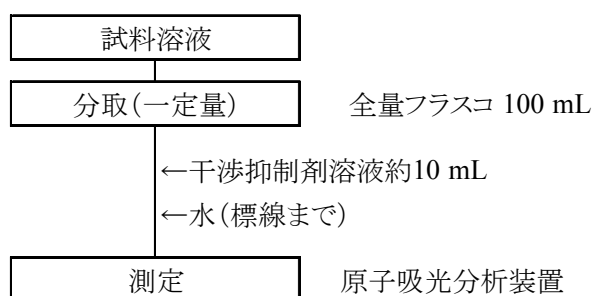 試料溶液
分取(一定量) 全量フラスコ 100 mL
←干渉抑制剤溶液約10 mL
←水(標線まで)
測定 原子吸光分析装置